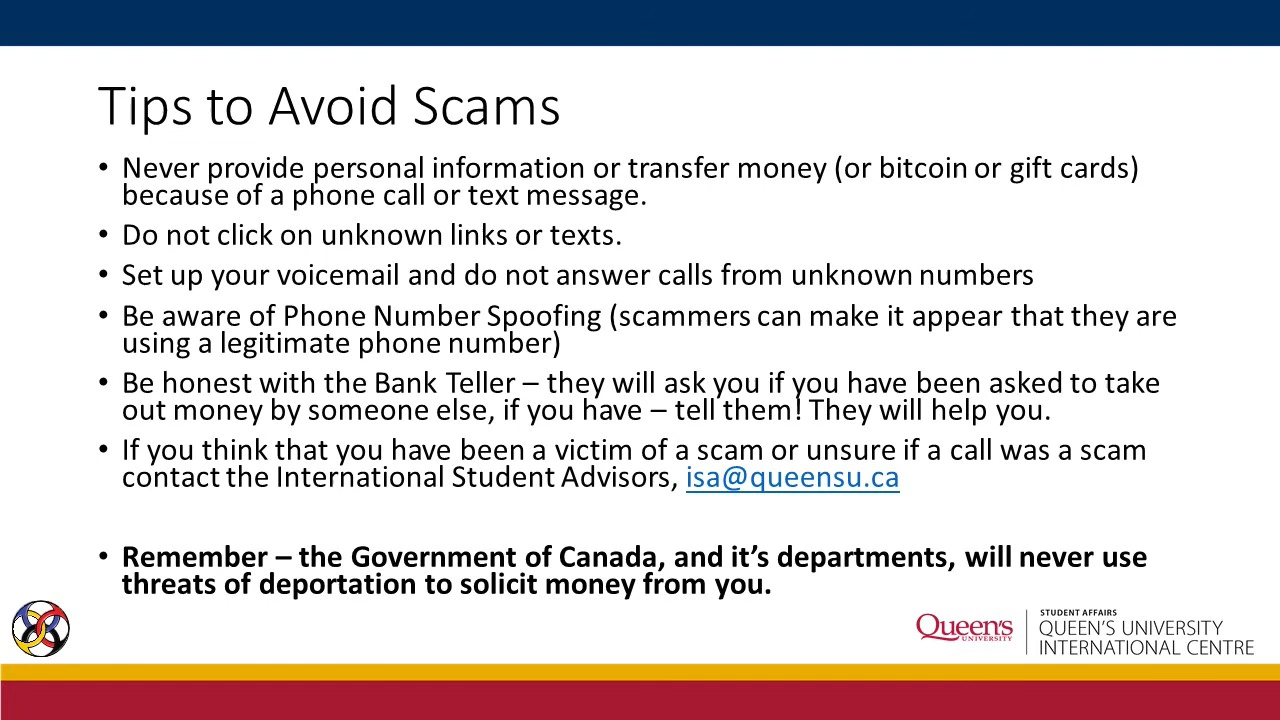 Tips to Avoid Scams
• Never provide personal information or transfer money (or bitcoin or gift cards)
because of a phone call or text message.
• Do not click on unknown links or texts.
• Set up your voicemail and do not answer calls from unknown numbers
• Be aware of Phone Number Spoofing (scammers can make it appear that they are
using a legitimate phone number)
• Be honest with the Bank Teller – they will ask you if you have been asked to take
out money by someone else, if you have – tell them! They will help you.
• If you think that you have been a victim of a scam or unsure if a call was a scam
contact the International Student Advisors, isa@queensu.ca
• Remember – the Government of Canada, and it’s departments, will never use
threats of deportation to solicit money from you.
Queen's
UNIVERSITY
STUDENT AFFAIRS
QUEEN'S UNIVERSITY
INTERNATIONAL CENTRE